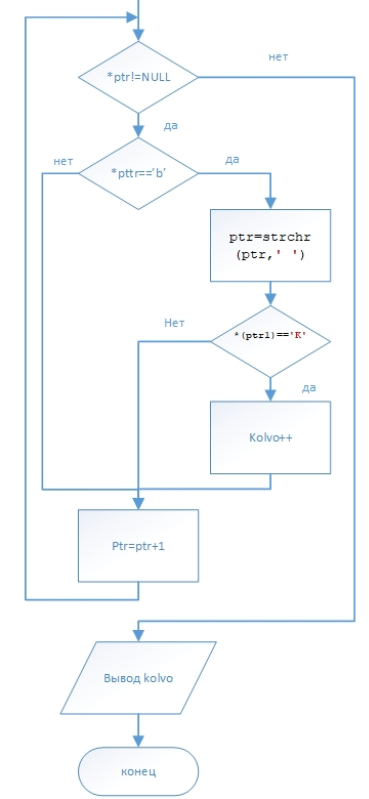 нет
*ptr!=NULL
да
нет
*pttr=='b'
да
ptr=strchr
(ptr,' ')
Нет
*(ptr1)=='K'
да
Kolvo++
Ptr=ptr+1
Вывод kolvo
конец